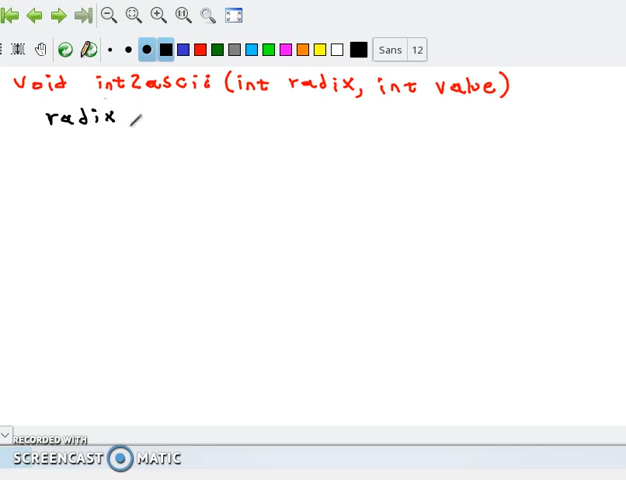 Sans 12
void int2ascii (int radix, int value)
radix
RECORDED WITH
SCREENCAST MATIC